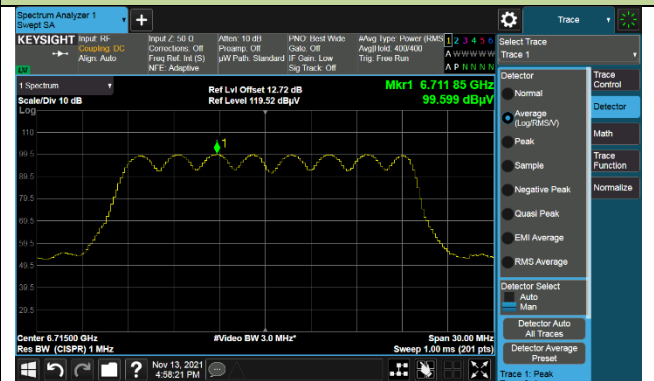 Spectrum Analyzer 1
Swept SA
Trace
KEYSIGHT
Input: RF
Coupling: DC
Align: Auto
Input Z: 50 Ω
Corrections: Off
Freq Ref: Int (S)
NFE: Adaptive
Atten: 10 dB
Preamp: Off
µW Path: Standard
PNO: Best Wide
Gate: Off
IF Gain: Low
Sig Track: Off
#Avg Type: Power (RMS
Avg|Hold: 400/400
Trig: Free Run
1 2 3 4 5 6
A W W W W W
A P N N N N
LXI
Select Trace
Trace 1
1 Spectrum
Scale/Div 10 dB
Log
Ref Lvl Offset 12.72 dB
Ref Level 119.52 dBµV
Mkr1 6.711 85 GHz
99.599 dBµV
110
99.5
89.5
79.5
69.5
59.5
49.5
39.5
29.5
1
Center 6.71500 GHz
Res BW (CISPR) 1 MHz
#Video BW 3.0 MHz*
Span 30.00 MHz
Sweep 1.00 ms (201 pts)
Detector
Normal
Average
(Log/RMS/V)
Peak
Sample
Negative Peak
Quasi Peak
EMI Average
RMS Average
Detector Select
Auto
Man
Detector Auto
All Traces
Detector Average
Preset
Trace 1: Peak
Trace
Control
Detector
Math
Trace
Function
Normalize
?
Nov 13, 2021
4:58:21 PM